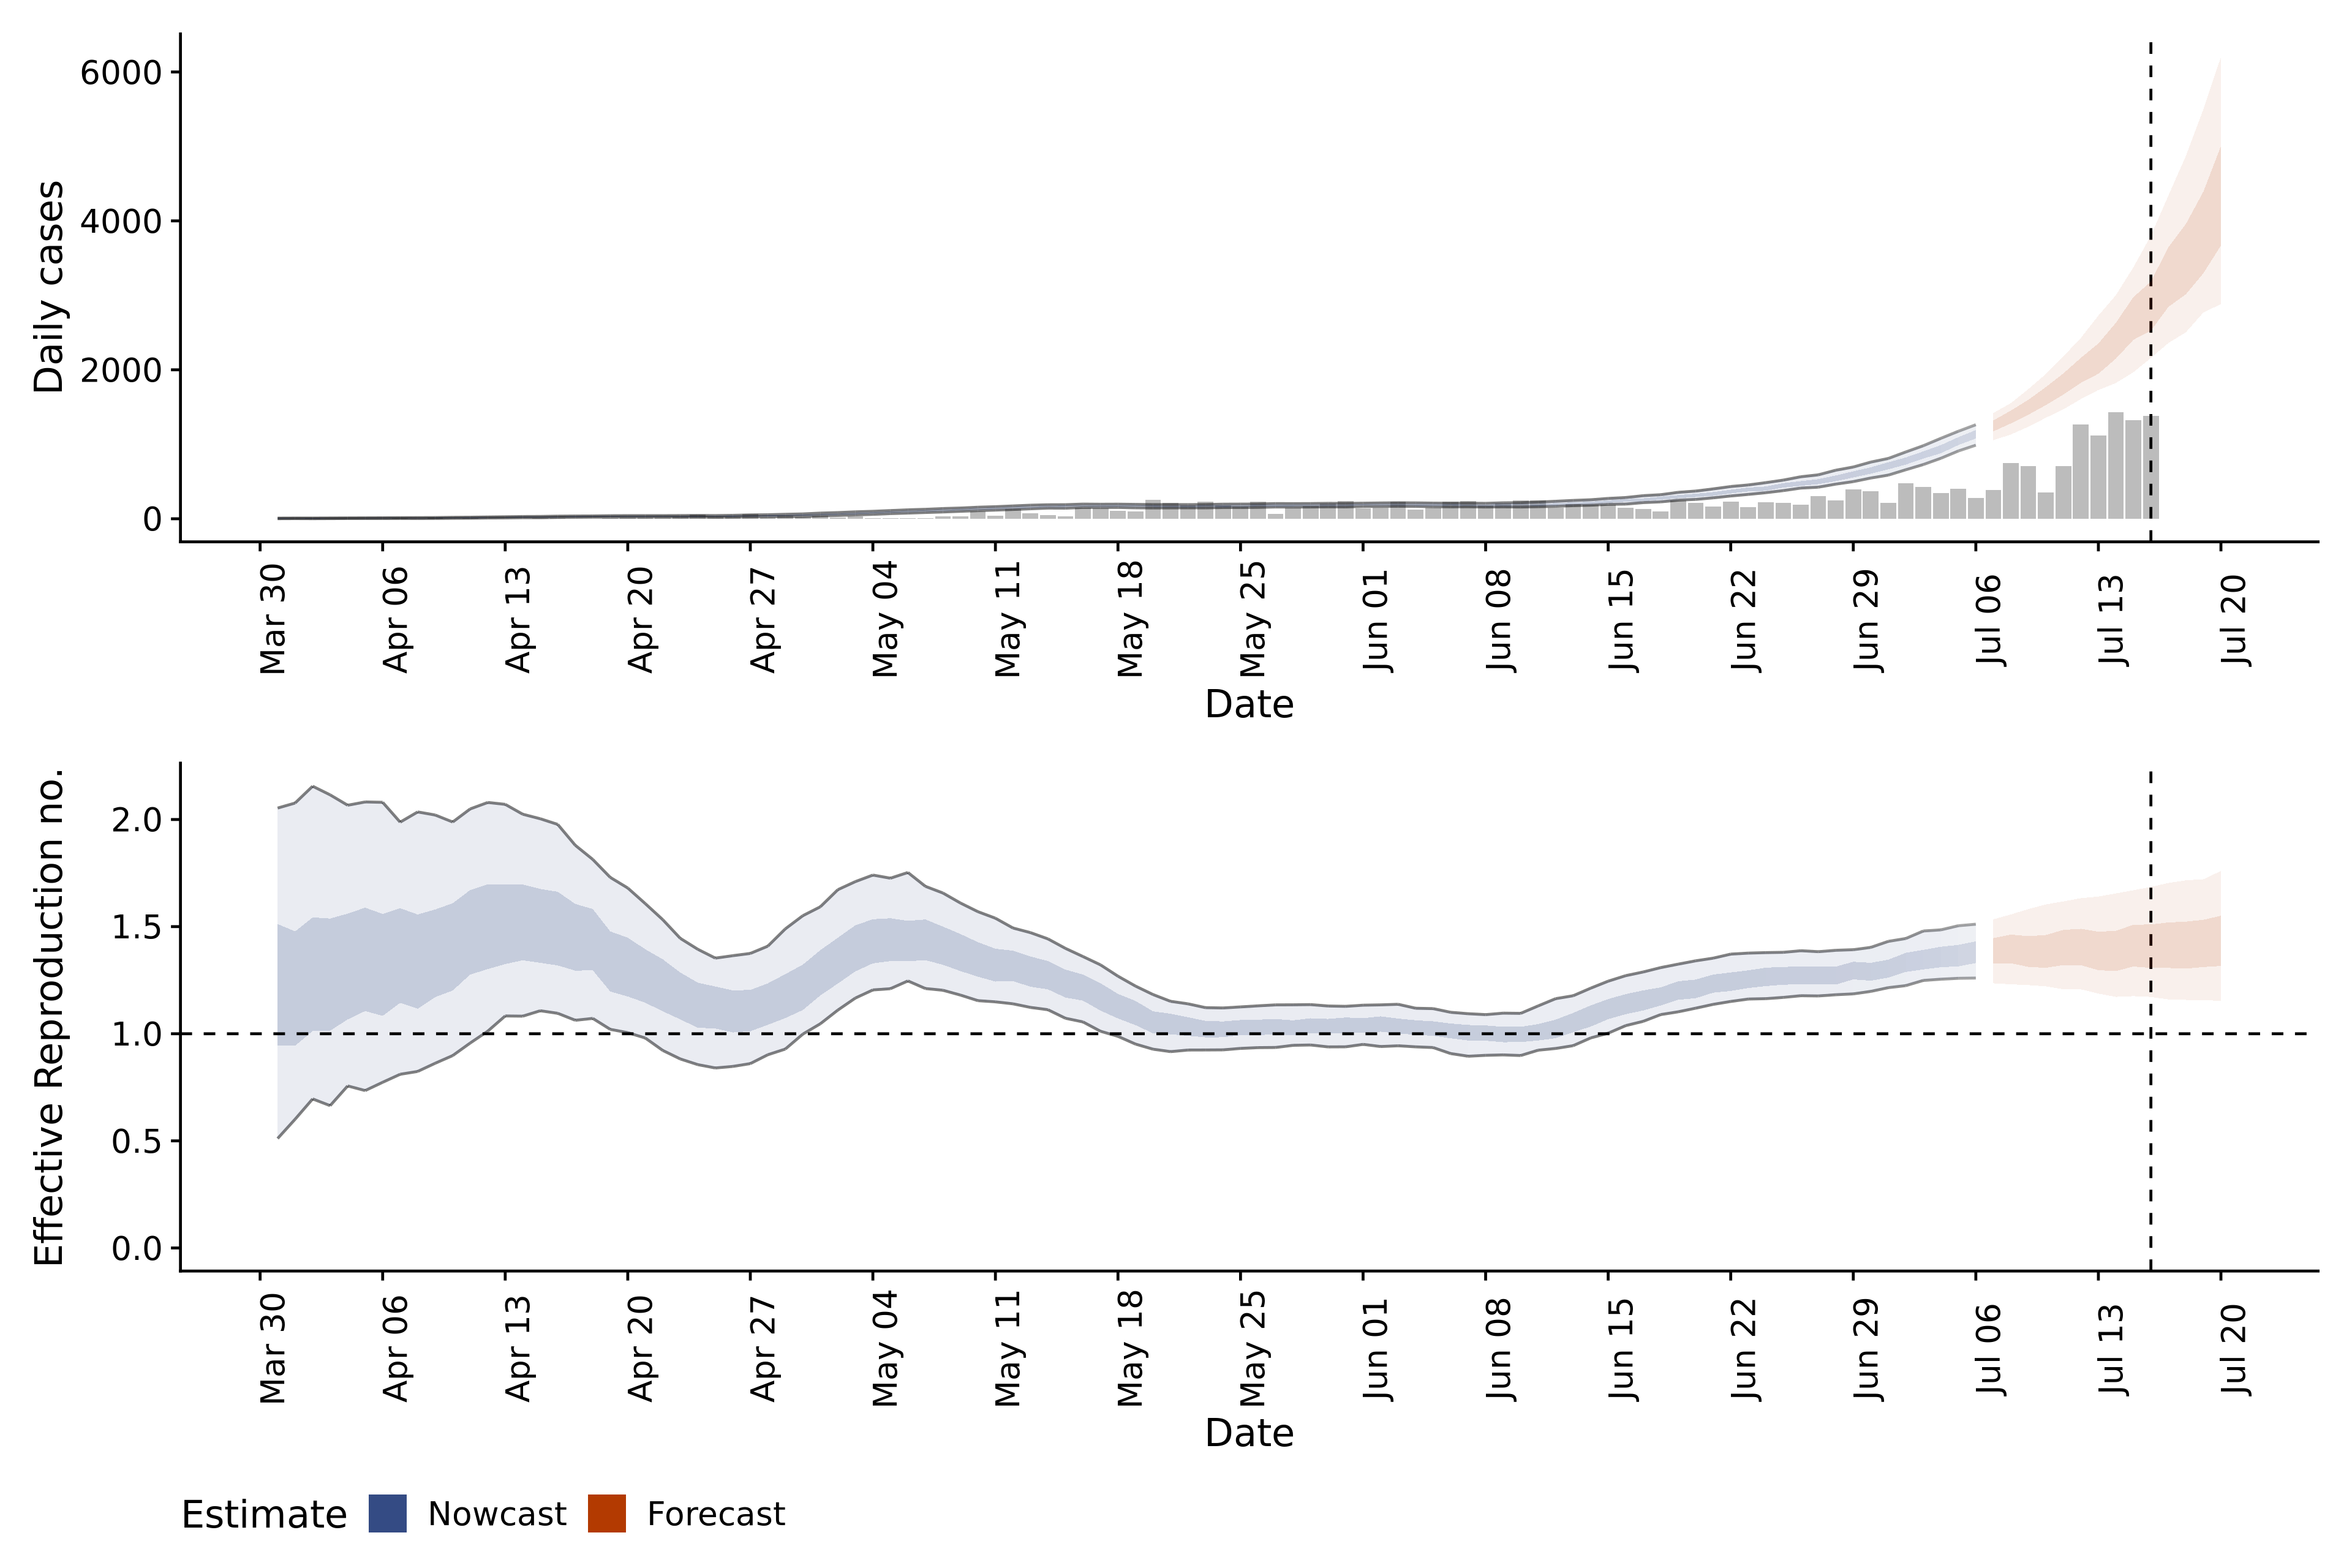 Daily cases
6000
4000
2000
0
Mar 30
Apr 06
Apr 13
Apr 20
Apr 27
May 04
May 11
May 18
May 25
Jun 01
Jun 08
Jun 15
Jun 22
Jun 29
Jul 06
Jul 13
Jul 20
Date
Effective Reproduction no.
2.0
1.5
1.0
0.5
0.0
Mar 30
Apr 06
Apr 13
Apr 20
Apr 27
May 04
May 11
May 18
May 25
Jun 01
Jun 08
Jun 15
Jun 22
Jun 29
Jul 06
Jul 13
Jul 20
Date
Estimate Nowcast Forecast